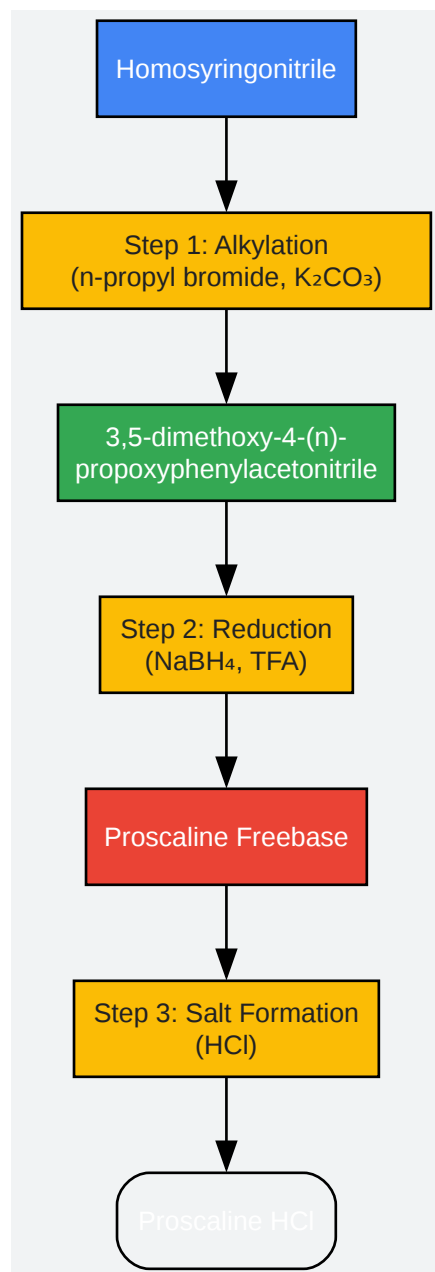 Homosyringonitrile
Step 1: Alkylation
(n-propyl bromide, K₂CO₃)
3,5-dimethoxy-4-(n)-
propoxyphenylacetonitrile
Step 2: Reduction
(NaBH₄, TFA)
Proscaline Freebase
Step 3: Salt Formation
(HCl)
Proscaline HCl